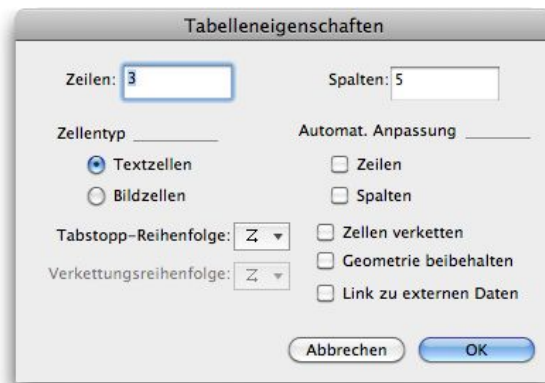 Tabelleneigenschaften
Zeilen: 3
Spalten: 5
Zellentyp
Textzellen
Bildzellen
Automat. Anpassung
Zeilen
Spalten
Tabstopp-Reihenfolge:
Verkettungsreihenfolge:
Zellen verketten
Geometrie beibehalten
Link zu externen Daten
Abbrechen
OK